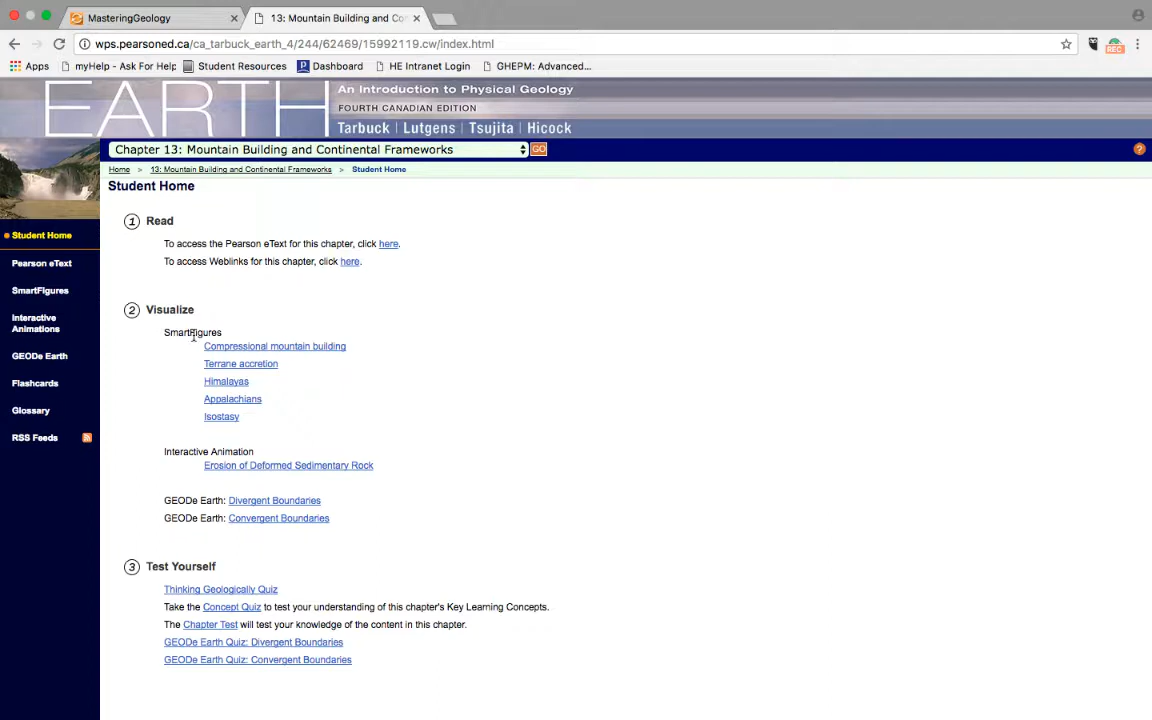 MasteringGeology
13: Mountain Building and Co
wps.pearsoned.ca/ca_tarbuck_earth_4/244/62469/15992119.cw/index.html
REC
Apps myHelp - Ask For Help Student Resources Dashboard HE Intranet Login GHEPM: Advanced...
EARTH
An Introduction to Physical Geology
FOURTH CANADIAN EDITION
Tarbuck | Lutgens | Tsujita | Hicock
Chapter 13: Mountain Building and Continental Frameworks GO ?
Home > 13: Mountain Building and Continental Frameworks > Student Home
Student Home
Student Home
Pearson eText
SmartFigures
Interactive
Animations
GEODe Earth
Flashcards
Glossary
RSS Feeds
1 Read
To access the Pearson eText for this chapter, click here.
To access Weblinks for this chapter, click here.
2 Visualize
SmartFigures
Compressional mountain building
Terrane accretion
Himalayas
Appalachians
Isostasy
Interactive Animation
Erosion of Deformed Sedimentary Rock
GEODe Earth: Divergent Boundaries
GEODe Earth: Convergent Boundaries
3 Test Yourself
Thinking Geologically Quiz
Take the Concept Quiz to test your understanding of this chapter's Key Learning Concepts.
The Chapter Test will test your knowledge of the content in this chapter.
GEODe Earth Quiz: Divergent Boundaries
GEODe Earth Quiz: Convergent Boundaries